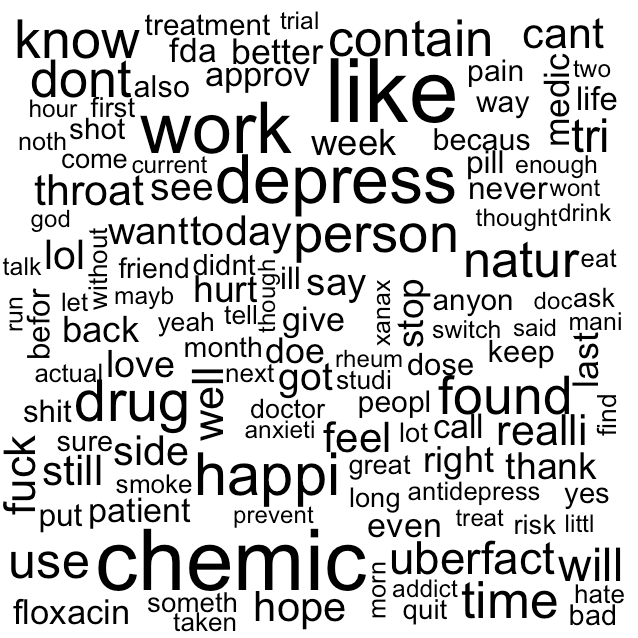 know treatment trial contain cant
fda better
dont also approv like pain medic two
hour first way life
noth shot work week becaus tri
come current pill enough
throat see depress never wont
god want today person thought drink
talk lol without friend didnt natur eat
hurt though ill say xanax stop anyon doc ask
run befor let mayb
back yeah tell give switch said mani
month doe keep last
actual love next got rheum studi dose
shit drug well doctor peopl found find
anxieti feel lot call realli
fuck sure side
still smoke happi great right thank
put patient prevent long antidepress yes
even treat risk littl
use chemic morn uberfact will
addict time hate
floxacin someth taken hope quit bad